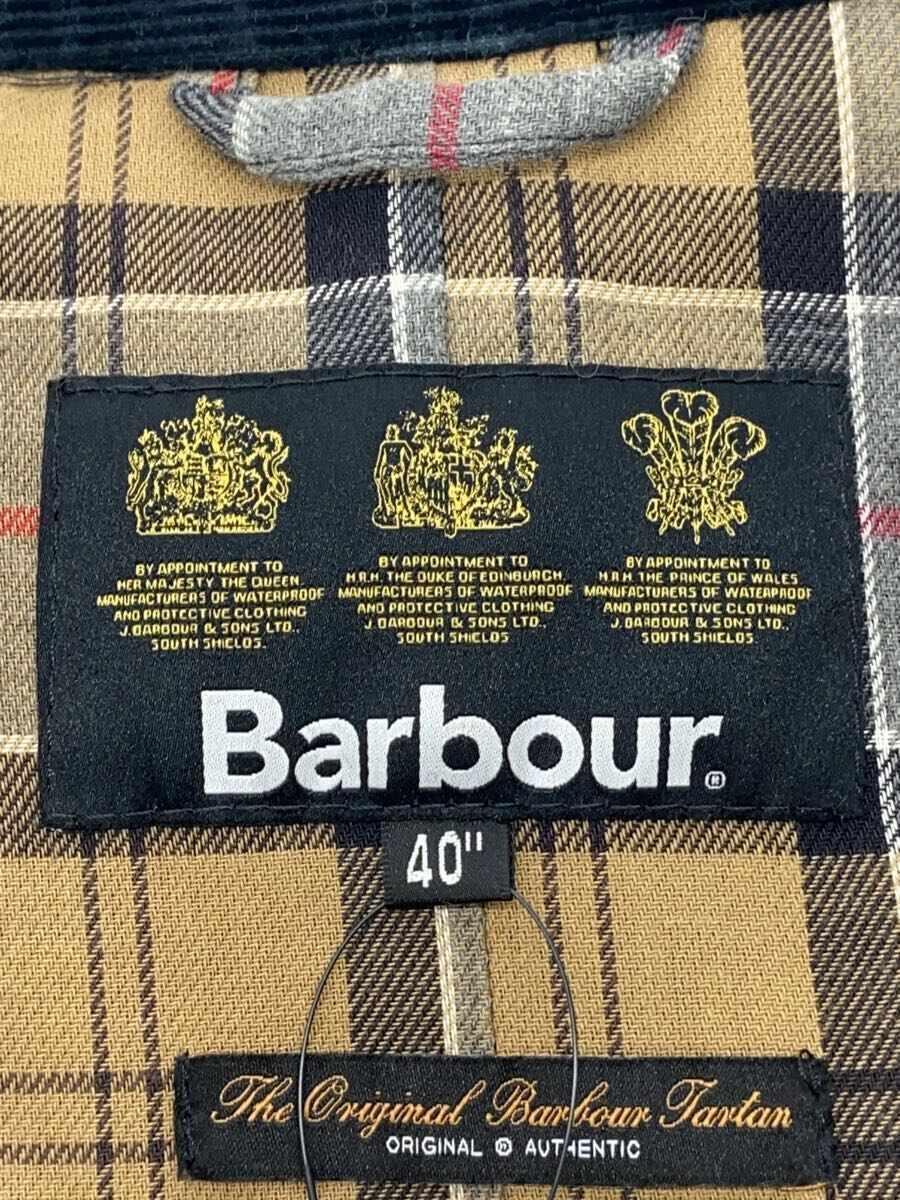 BY APPOINTMENT TO
HER MAJESTY THE QUEEN
MANUFACTURERS OF WATERPROOF
AND PROTECTIVE CLOTHING
J. BARBOUR & SONS LTD.,
SOUTH SHIELDS.
BY APPOINTMENT TO
H.R.H. THE DUKE OF EDINBURGH
MANUFACTURERS OF WATERPROOF
AND PROTECTIVE CLOTHING
J. BARBOUR & SONS LTD.,
SOUTH SHIELDS
BY APPOINTMENT TO
H.R.H THE PRINCE OF WALES
MANUFACTURERS OF WATERPROOF
AND PROTECTIVE CLOTHING
J. BARBOUR & SONS LTD.,
SOUTH SHIELDS
Barbour®
40"
The Original Barbour Tartan
ORIGINAL ® AUTHENTIC